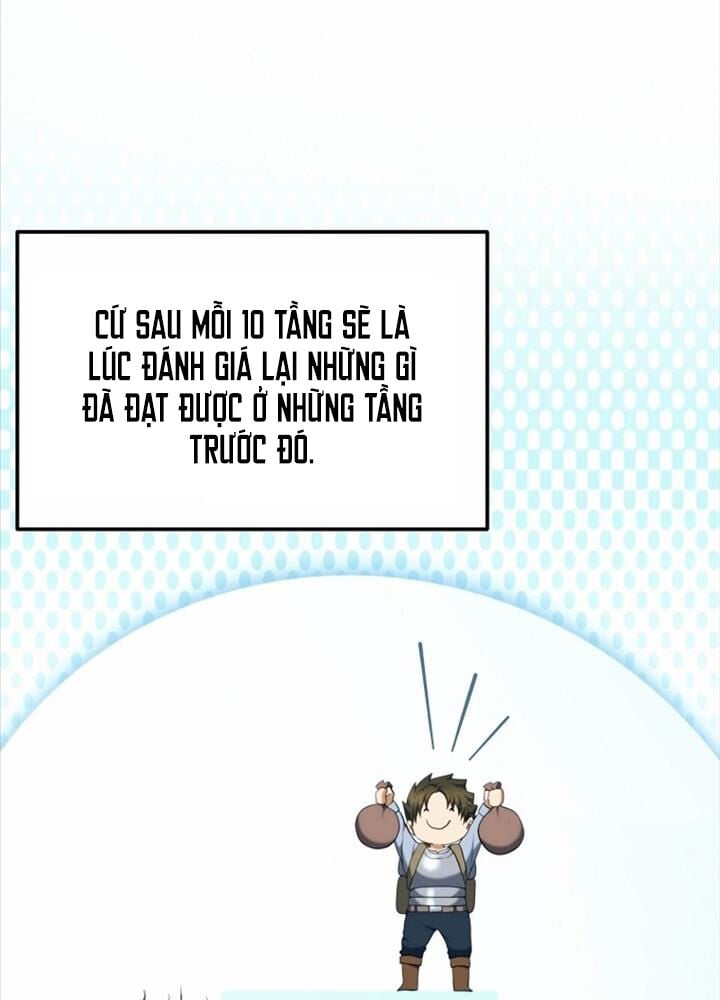 CỨ SAU MỖI 10 TẦNG SẼ LÀ
LÚC ĐÁNH GIÁ LẠI NHỮNG GÌ
ĐÃ ĐẠT ĐƯỢC Ở NHỮNG TẦNG
TRƯỚC ĐÓ.